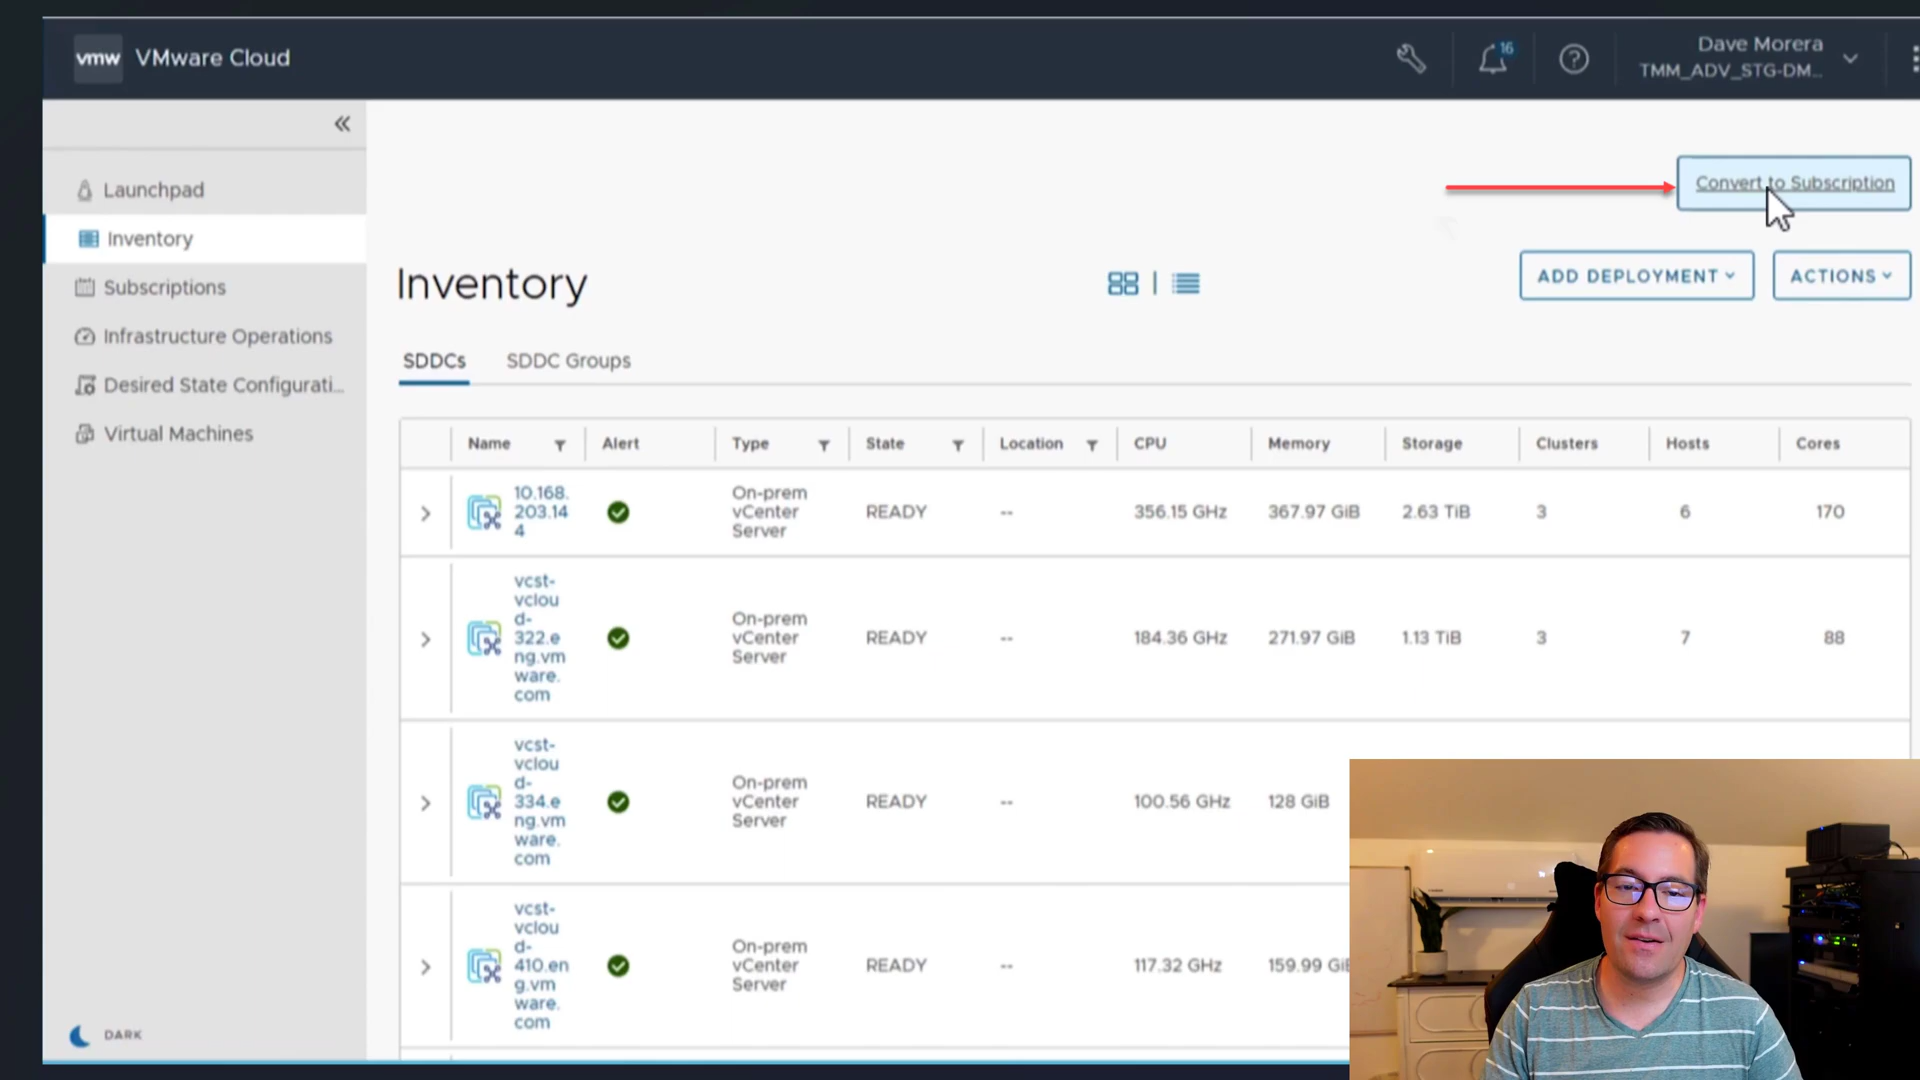 vmw VMware Cloud
16
Dave Morera
TMM_ADV_STG-DM...
Launchpad
Inventory
Subscriptions
Infrastructure Operations
Desired State Configurati...
Virtual Machines
DARK
Convert to Subscription
Inventory
ADD DEPLOYMENT
ACTIONS
SDDCs SDDC Groups
Name Alert Type State Location CPU Memory Storage Clusters Hosts Cores
10.168.
203.14
4
On-prem
vCenter
Server
READY -- 356.15 GHz 367.97 GiB 2.63 TiB 3 6 170
vcst-
vclou
d-
322.e
ng.vm
ware.
com
On-prem
vCenter
Server
READY -- 184.36 GHz 271.97 GiB 1.13 TiB 3 7 88
vcst-
vclou
d-
334.e
ng.vm
ware.
com
On-prem
vCenter
Server
READY -- 100.56 GHz 128 GiB
vcst-
vclou
d-
410.en
g.vm
ware.
com
On-prem
vCenter
Server
READY -- 117.32 GHz 159.99 GiB